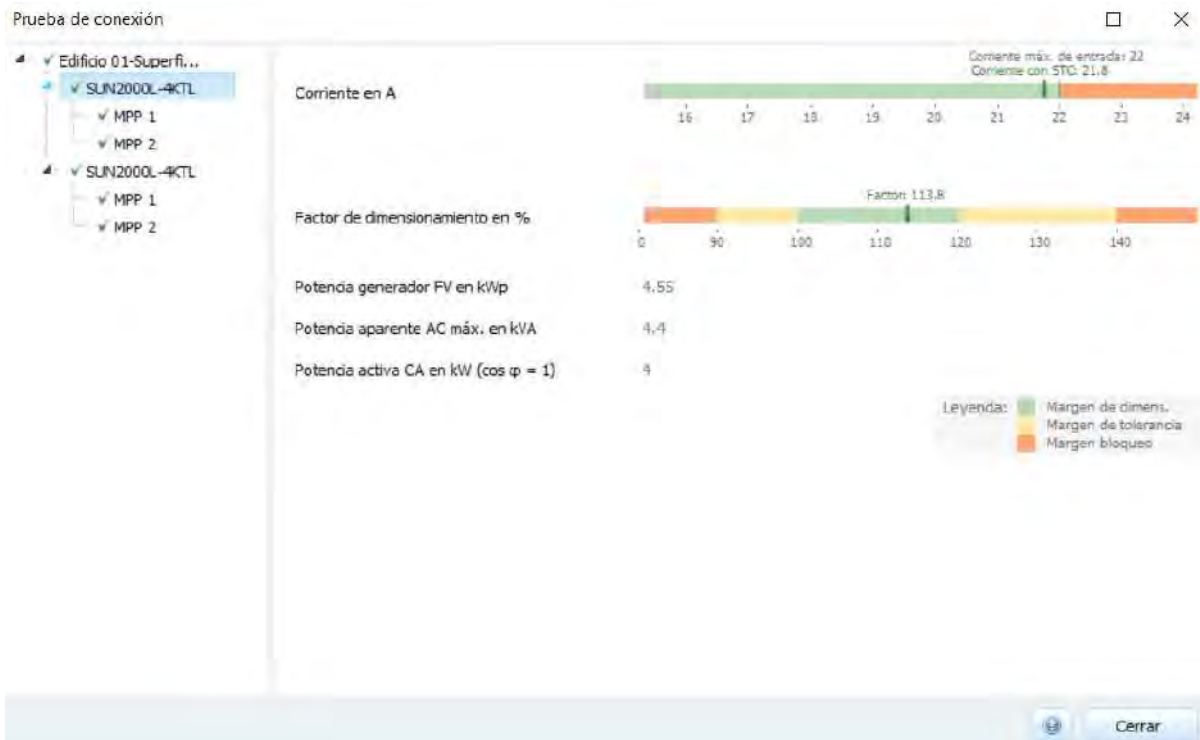 Prueba de conexión
Edificio 01-Superfi...
SUN2000L-4KTL
MPP 1
MPP 2
SUN2000L-4KTL
MPP 1
MPP 2
Corriente en A
Corriente máx. de entrada: 22
Corriente con STC: 21.8
16 17 18 19 20 21 22 23 24
Factor de dimensionamiento en %
Factor: 113.8
0 90 100 110 120 130 140
Potencia generador FV en kWp 4.55
Potencia aparente AC máx. en kVA 4.4
Potencia activa CA en kW (cos φ = 1) 4
Leyenda: Margen de dimens.
Margen de tolerancia
Margen bloqueo
Cerrar